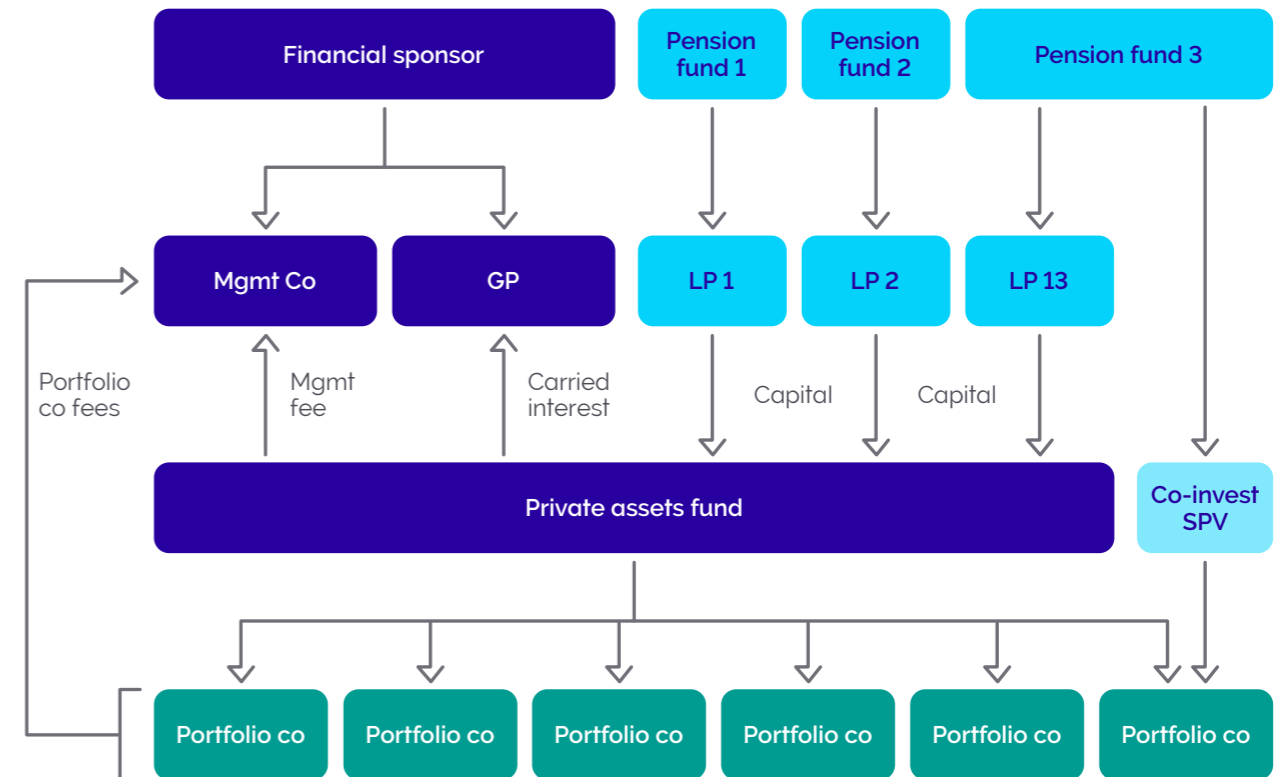 Financial sponsor
Pension
fund 1
Pension
fund 2
Pension fund 3
Mgmt Co
GP
LP 1
LP 2
LP 13
Portfolio
co fees
Mgmt
fee
Carried
interest
Capital
Capital
Private assets fund
Co-invest
SPV
Portfolio co
Portfolio co
Portfolio co
Portfolio co
Portfolio co
Portfolio co